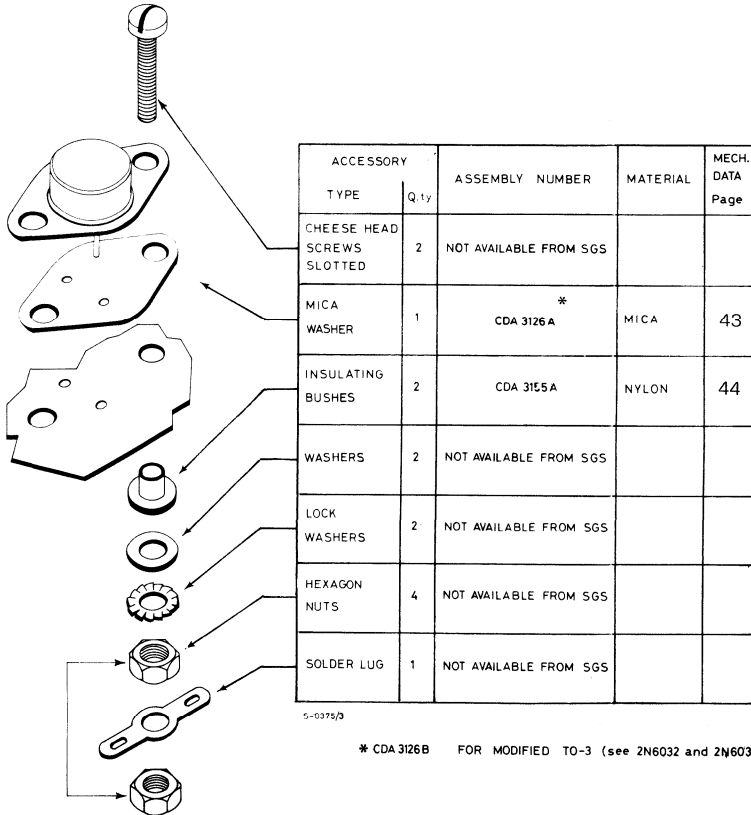 ACCESSORY
TYPE
Q.ty
ASSEMBLY NUMBER
MATERIAL
MECH.
DATA
Page
CHEESE HEAD
SCREWS
SLOTTED
2
NOT AVAILABLE FROM SGS
MICA
WASHER
1
*
CDA 3126 A
MICA
43
INSULATING
BUSHES
2
CDA 3155 A
NYLON
44
WASHERS
2
NOT AVAILABLE FROM SGS
LOCK
WASHERS
2
NOT AVAILABLE FROM SGS
HEXAGON
NUTS
4
NOT AVAILABLE FROM SGS
SOLDER LUG
1
NOT AVAILABLE FROM SGS
S-0375/3
* CDA 3126 B FOR MODIFIED TO-3 (see 2N6032 and 2N603